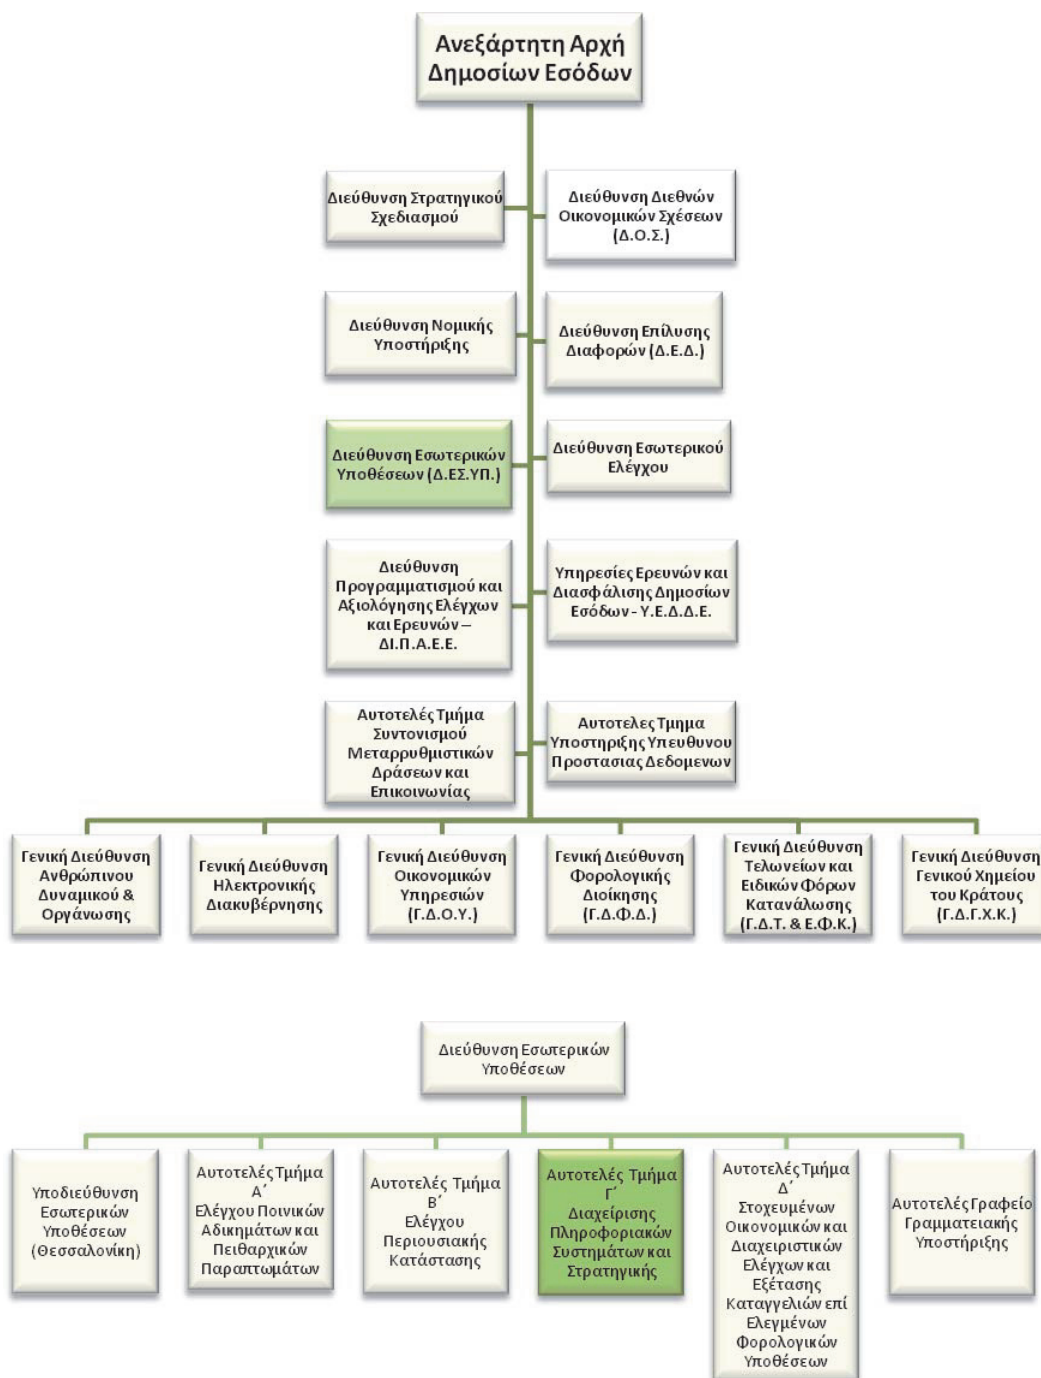 Ανεξάρτητη Αρχή
Δημοσίων Εσόδων
Διεύθυνση Στρατηγικού
Σχεδιασμού
Διεύθυνση Διεθνών
Οικονομικών Σχέσεων
(Δ.Ο.Σ.)
Διεύθυνση Νομικής
Υποστήριξης
Διεύθυνση Επίλυσης
Διαφορών (Δ.Ε.Δ.)
Διεύθυνση Εσωτερικών
Υποθέσεων (Δ.ΕΣ.ΥΠ.)
Διεύθυνση Εσωτερικού
Ελέγχου
Διεύθυνση
Προγραμματισμού και
Αξιολόγησης Ελέγχων
και Ερευνών –
ΔΙ.Π.Α.Ε.Ε.
Υπηρεσίες Ερευνών και
Διασφάλισης Δημοσίων
Εσόδων - Υ.Ε.Δ.Δ.Ε.
Αυτοτελές Τμήμα
Συντονισμού
Μεταρρυθμιστικών
Δράσεων και
Επικοινωνίας
Αυτοτελες Τμημα
Υποστηριξης Υπευθυνου
Προστασιας Δεδομενων
Γενική Διεύθυνση
Ανθρώπινου
Δυναμικού &
Οργάνωσης
Γενική Διεύθυνση
Ηλεκτρονικής
Διακυβέρνησης
Γενική Διεύθυνση
Οικονομικών
Υπηρεσιών
(Γ.Δ.Ο.Υ.)
Γενική Διεύθυνση
Φορολογικής
Διοίκησης
(Γ.Δ.Φ.Δ.)
Γενική Διεύθυνση
Τελωνείων και
Ειδικών Φόρων
Κατανάλωσης
(Γ.Δ.Τ. & Ε.Φ.Κ.)
Γενική Διεύθυνση
Γενικού Χημείου
του Κράτους
(Γ.Δ.Γ.Χ.Κ.)
Διεύθυνση Εσωτερικών
Υποθέσεων
Υποδιεύθυνση
Εσωτερικών
Υποθέσεων
(Θεσσαλονίκη)
Αυτοτελές Τμήμα
Α΄
Ελέγχου Ποινικών
Αδικημάτων και
Πειθαρχικών
Παραπτωμάτων
Αυτοτελές Τμήμα
Β΄
Ελέγχου
Περιουσιακής
Κατάστασης
Αυτοτελές Τμήμα
Γ΄
Διαχείρισης
Πληροφοριακών
Συστημάτων και
Στρατηγικής
Αυτοτελές Τμήμα
Δ΄
Στοχευμένων
Οικονομικών και
Διαχειριστικών
Ελέγχων και
Εξέτασης
Καταγγελιών επί
Ελεγμένων
Φορολογικών
Υποθέσεων
Αυτοτελές Γραφείο
Γραμματειακής
Υποστήριξης